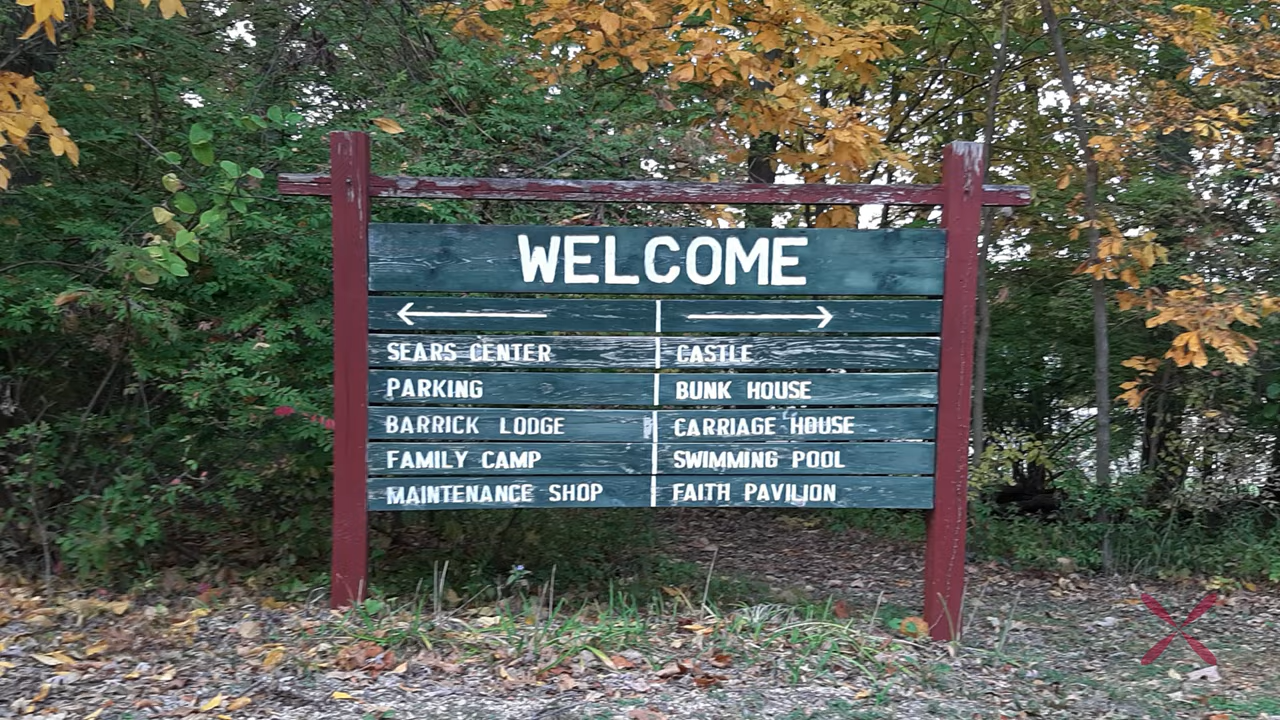 WELCOME
SEARS CENTER
PARKING
BARRICK LODGE
FAMILY CAMP
MAINTENANCE SHOP
CASTLE
BUNK HOUSE
CARRIAGE HOUSE
SWIMMING POOL
FAITH PAVILION